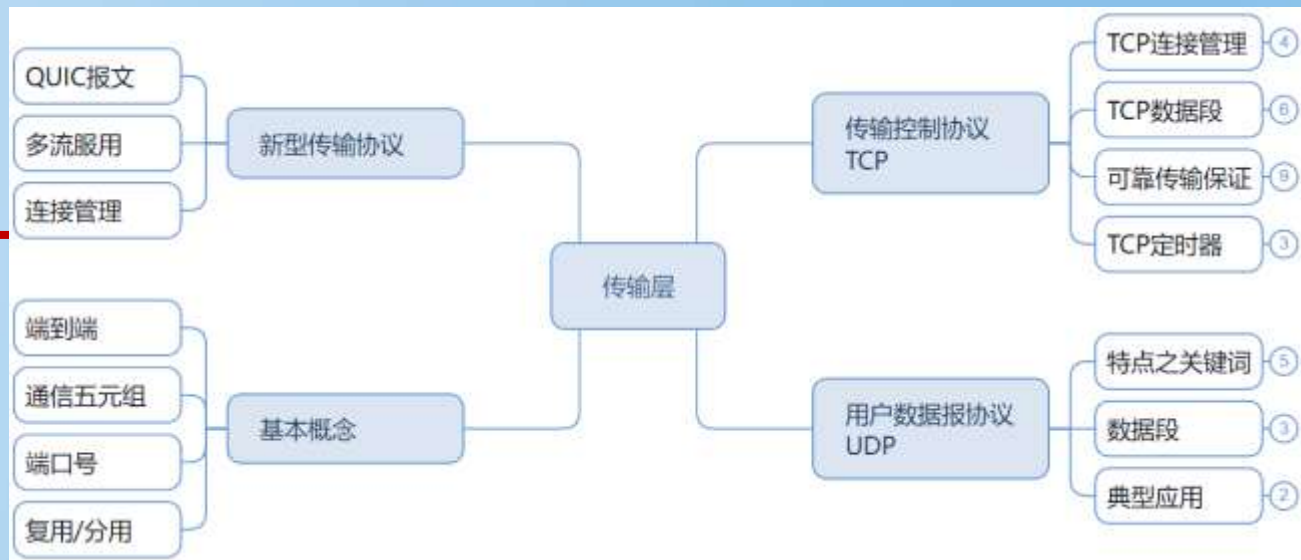 QUIC报文
多流服用
连接管理
新型传输协议
端到端
通信五元组
端口号
复用/分用
基本概念
传输层
传输控制协议
TCP
TCP连接管理 4
TCP数据段 6
可靠传输保证 9
TCP定时器 3
用户数据报协议
UDP
特点之关键词 5
数据段 3
典型应用 2